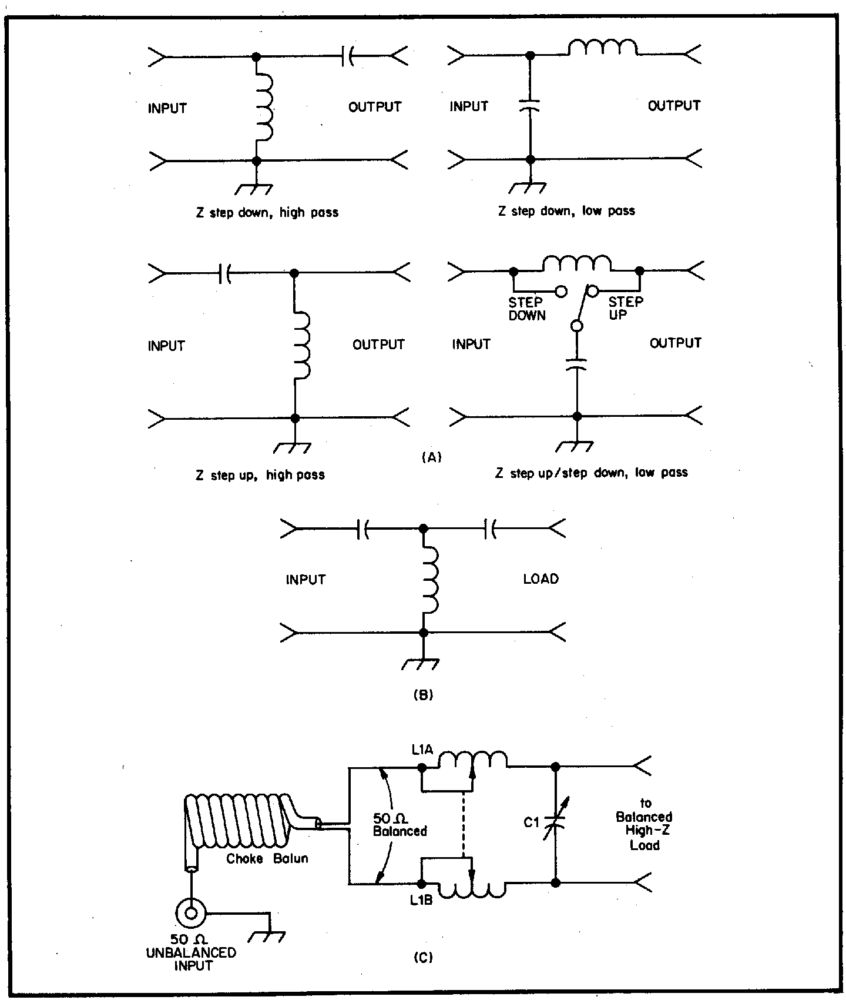 INPUT
OUTPUT
Z step down, high pass
INPUT
OUTPUT
Z step down, low pass
INPUT
OUTPUT
Z step up, high pass
STEP
DOWN
STEP
UP
INPUT
OUTPUT
Z step up/step down, low pass
(A)
INPUT
LOAD
(B)
L1A
50 Ω
Balanced
C1
to
Balanced
High-Z
Load
Choke Balun
L1B
50 Ω
UNBALANCED
INPUT
(C)